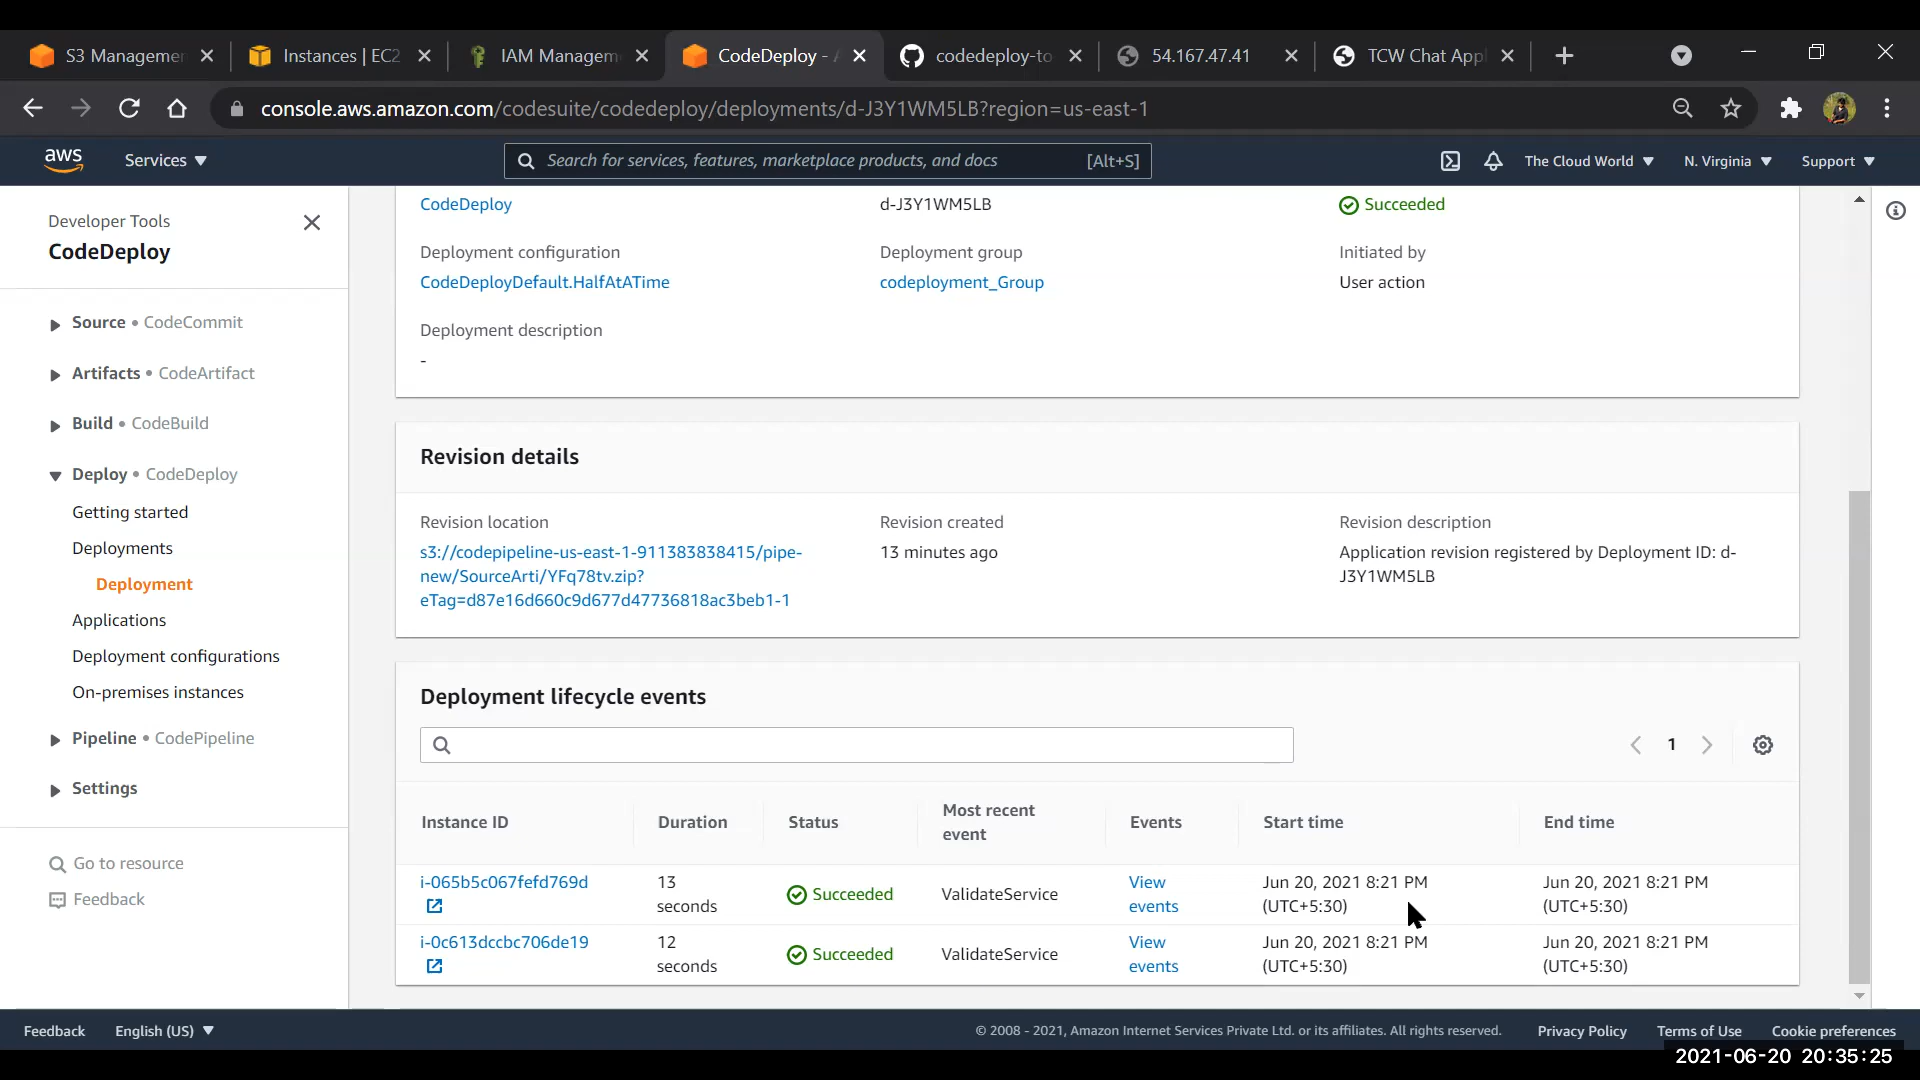 S3 Managemen
Instances | EC2
IAM Managem
CodeDeploy -
codedeploy-to
54.167.47.41
TCW Chat Appl
console.aws.amazon.com/codesuite/codedeploy/deployments/d-J3Y1WM5LB?region=us-east-1
aws
Services ▼
Search for services, features, marketplace products, and docs
[Alt+S]
The Cloud World ▼
N. Virginia ▼
Support ▼
Developer Tools
CodeDeploy
Source • CodeCommit
Artifacts • CodeArtifact
Build • CodeBuild
Deploy • CodeDeploy
Getting started
Deployments
Deployment
Applications
Deployment configurations
On-premises instances
Pipeline • CodePipeline
Settings
Go to resource
Feedback
CodeDeploy
d-J3Y1WM5LB
Succeeded
Deployment configuration
Deployment group
Initiated by
CodeDeployDefault.HalfAtATime
codeployment_Group
User action
Deployment description
-
Revision details
Revision location
Revision created
Revision description
s3://codepipeline-us-east-1-911383838415/pipe-
new/SourceArti/YFq78tv.zip?
eTag=d87e16d660c9d677d47736818ac3beb1-1
13 minutes ago
Application revision registered by Deployment ID: d-
J3Y1WM5LB
Deployment lifecycle events
1
Instance ID
Duration
Status
Most recent
event
Events
Start time
End time
i-065b5c067fefd769d
13
seconds
Succeeded
ValidateService
View
events
Jun 20, 2021 8:21 PM
(UTC+5:30)
Jun 20, 2021 8:21 PM
(UTC+5:30)
i-0c613dccbc706de19
12
seconds
Succeeded
ValidateService
View
events
Jun 20, 2021 8:21 PM
(UTC+5:30)
Jun 20, 2021 8:21 PM
(UTC+5:30)
Feedback
English (US) ▼
© 2008 - 2021, Amazon Internet Services Private Ltd. or its affiliates. All rights reserved.
Privacy Policy
Terms of Use
Cookie preferences
2021-06-20 20:35:25